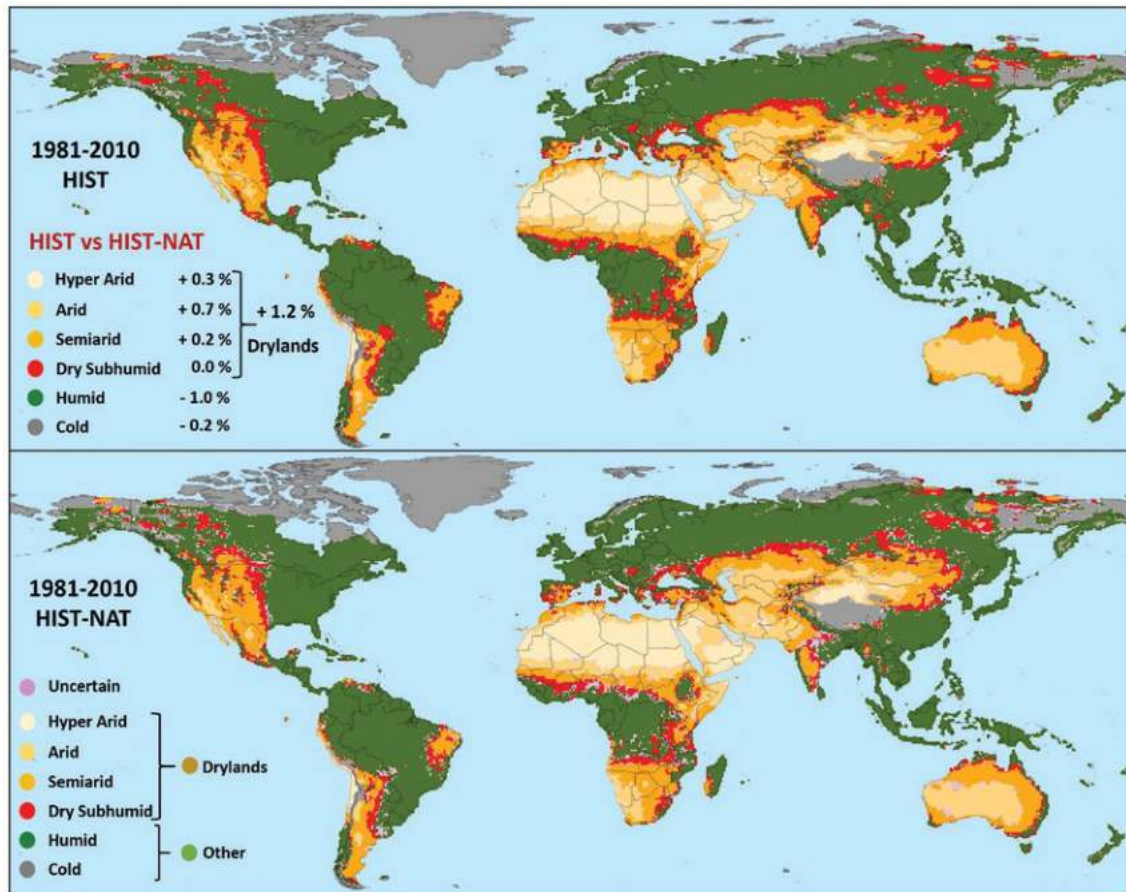 1981-2010
HIST
HIST vs HIST-NAT
Hyper Arid + 0.3 %
Arid + 0.7 %
Semiarid + 0.2 %
Dry Subhumid 0.0 %
+ 1.2 %
Drylands
Humid - 1.0 %
Cold - 0.2 %
1981-2010
HIST-NAT
Uncertain
Hyper Arid
Arid
Semiarid
Dry Subhumid
Drylands
Humid
Cold
Other